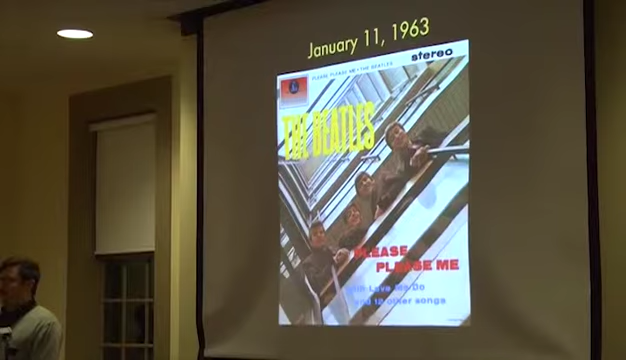 January 11, 1963
stereo
PLEASE PLEASE ME • THE BEATLES
THE BEATLES
PLEASE
PLEASE ME
with Love Me Do
and 12 other songs